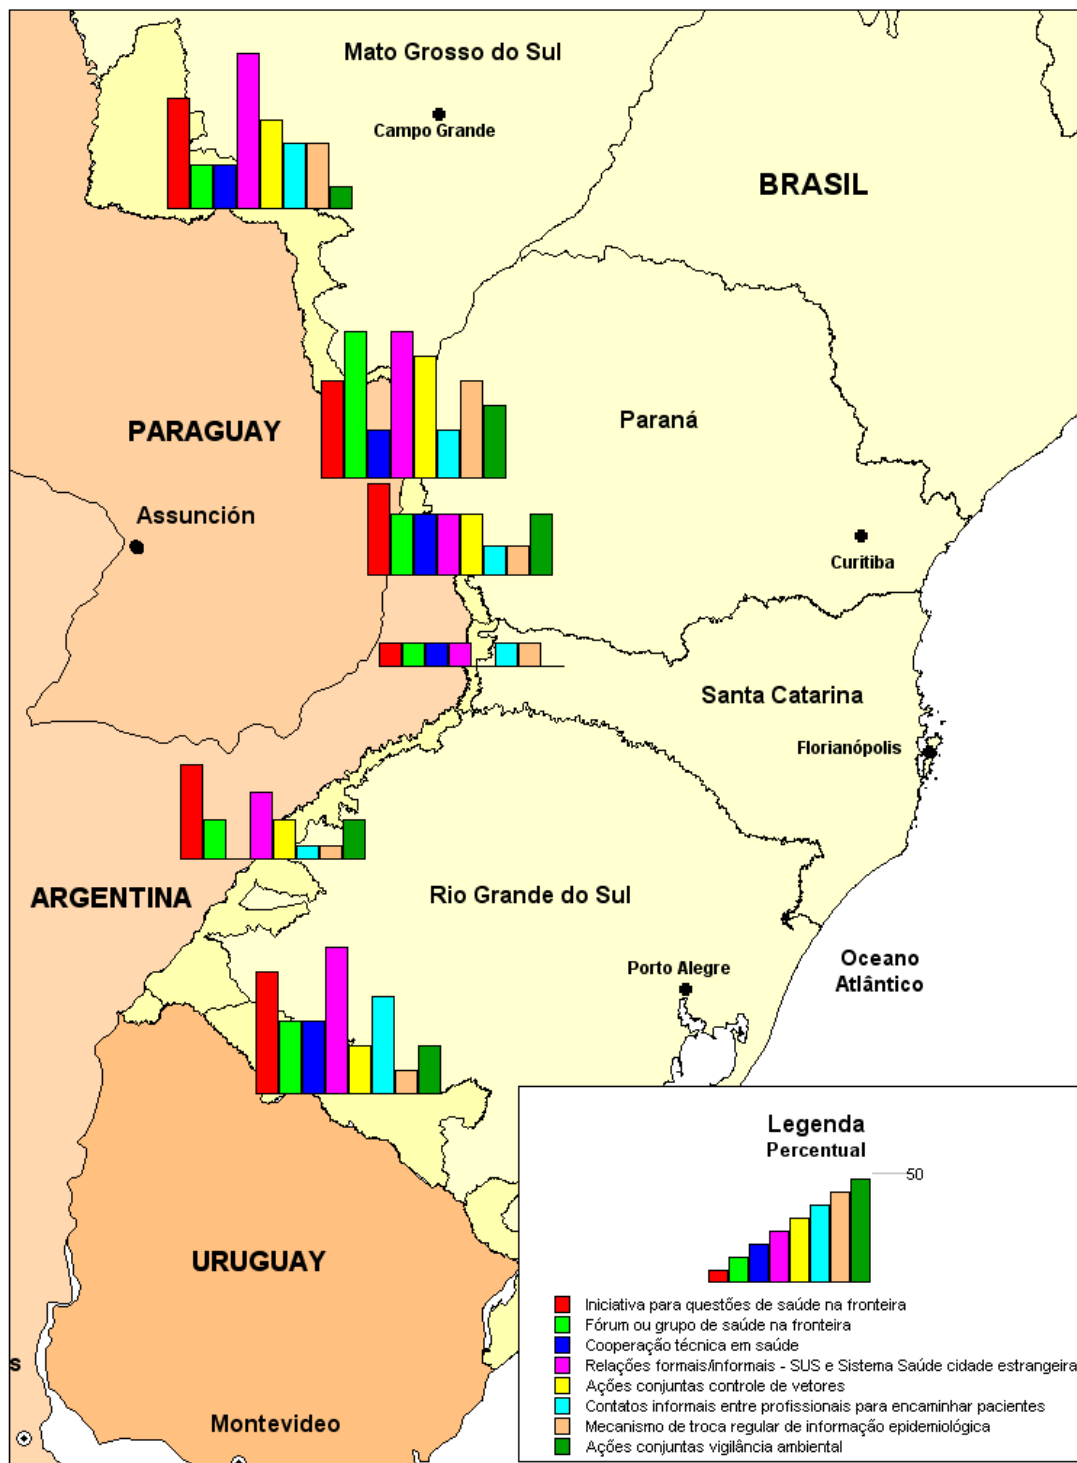 Mato Grosso do Sul
Campo Grande
BRASIL
PARAGUAY
Paraná
Assunción
Curitiba
Santa Catarina
Florianópolis
ARGENTINA
Rio Grande do Sul
Porto Alegre
Oceano
Atlântico
URUGUAY
Montevideo
s
Legenda
Percentual
50
Iniciativa para questões de saúde na fronteira
Fórum ou grupo de saúde na fronteira
Cooperação técnica em saúde
Relações formais/informais - SUS e Sistema Saúde cidade estrangeira
Ações conjuntas controle de vetores
Contatos informais entre profissionais para encaminhar pacientes
Mecanismo de troca regular de informação epidemiológica
Ações conjuntas vigilância ambiental